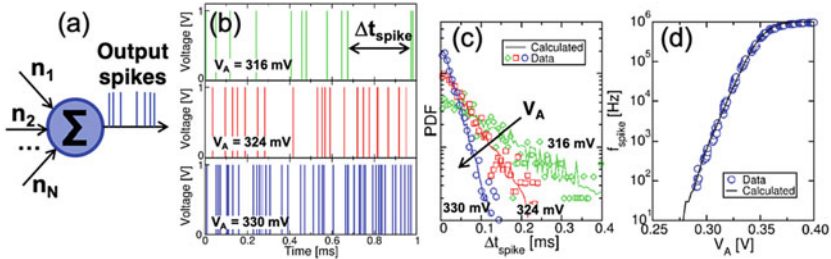 (a)
Output
spikes
n1
n2
...
nN
Σ
(b)
Voltage [V]
1
0
Δtspike
VA = 316 mV
Voltage [V]
1
0
VA = 324 mV
Voltage [V]
1
0
VA = 330 mV
0 0.2 0.4 0.6 0.8 1
Time [ms]
(c)
PDF
Calculated
Data
VA
316 mV
330 mV
324 mV
0 0.1 0.2 0.3 0.4
Δtspike [ms]
(d)
fspike [Hz]
10^6
10^5
10^4
10^3
10^2
10^1
Data
Calculated
0.25 0.30 0.35 0.40
VA [V]